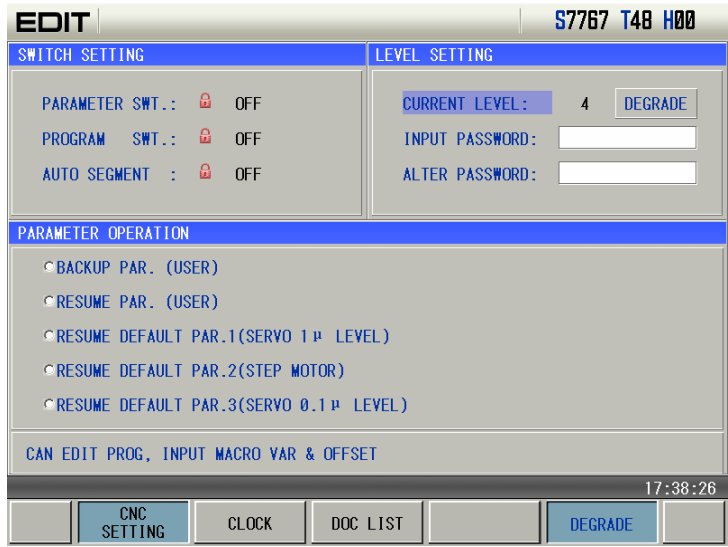 EDIT
S7767 T48 H00
SWITCH SETTING
LEVEL SETTING
PARAMETER SWT.: OFF
PROGRAM SWT.: OFF
AUTO SEGMENT : OFF
CURRENT LEVEL: 4 DEGRADE
INPUT PASSWORD:
ALTER PASSWORD:
PARAMETER OPERATION
BACKUP PAR. (USER)
RESUME PAR. (USER)
RESUME DEFAULT PAR.1(SERVO 1μ LEVEL)
RESUME DEFAULT PAR.2(STEP MOTOR)
RESUME DEFAULT PAR.3(SERVO 0.1μ LEVEL)
CAN EDIT PROG, INPUT MACRO VAR & OFFSET
17:38:26
CNC
SETTING
CLOCK
DOC LIST
DEGRADE